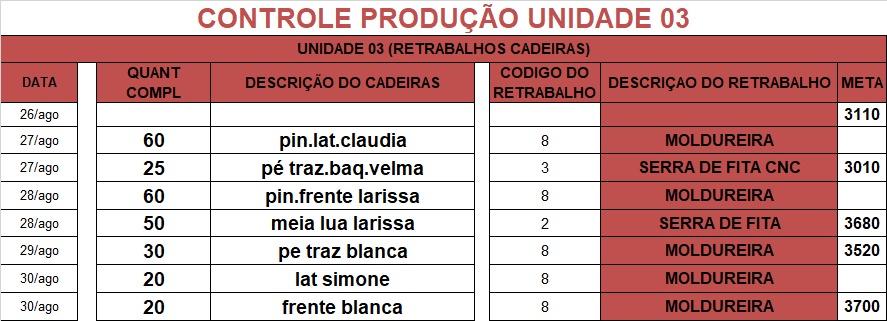 CONTROLE PRODUÇÃO UNIDADE 03
UNIDADE 03 (RETRABALHOS CADEIRAS)
DATA QUANT COMPL DESCRIÇÃO DO CADEIRAS CODIGO DO RETRABALHO DESCRIÇAO DO RETRABALHO META
26/ago 3110
27/ago 60 pin.lat.claudia 8 MOLDUREIRA
27/ago 25 pé traz.baq.velma 3 SERRA DE FITA CNC 3010
28/ago 60 pin.frente larissa 8 MOLDUREIRA
28/ago 50 meia lua larissa 2 SERRA DE FITA 3680
29/ago 30 pe traz blanca 8 MOLDUREIRA 3520
30/ago 20 lat simone 8 MOLDUREIRA
30/ago 20 frente blanca 8 MOLDUREIRA 3700